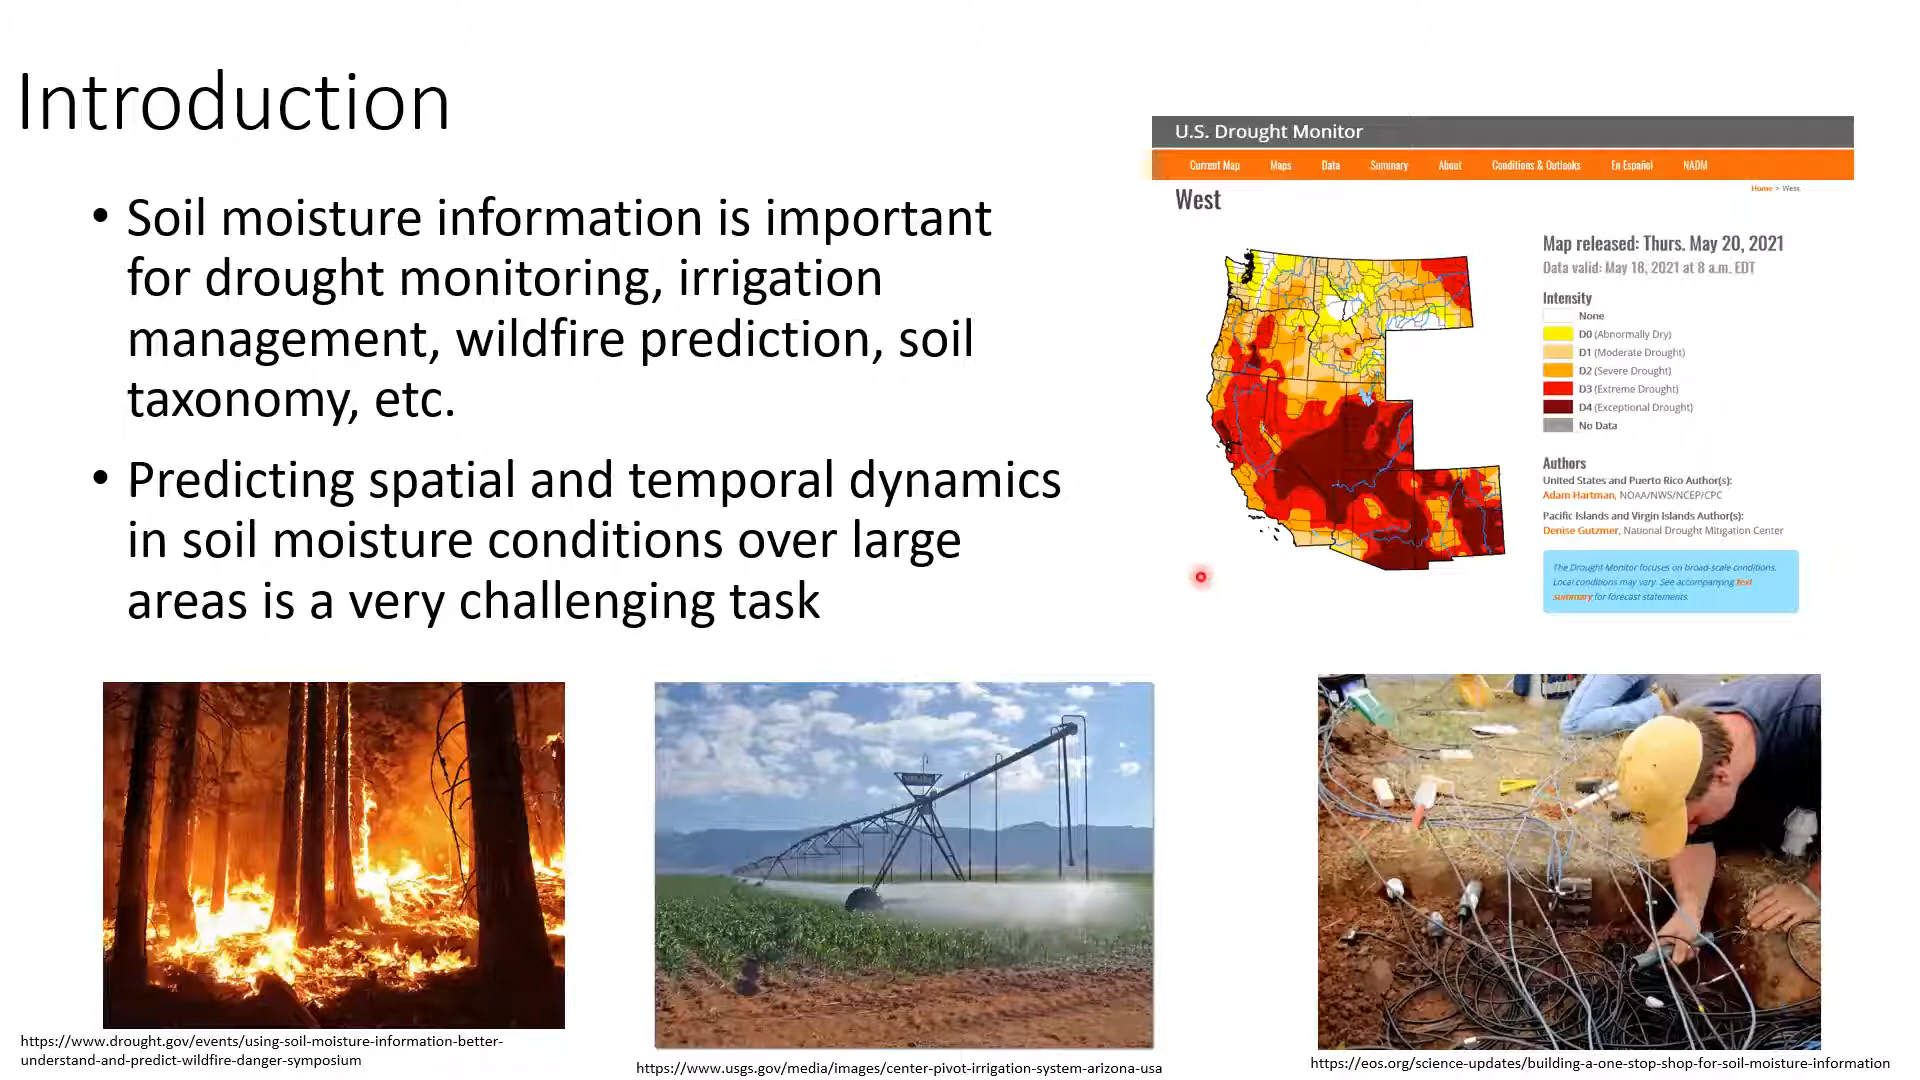 Introduction
• Soil moisture information is important
for drought monitoring, irrigation
management, wildfire prediction, soil
taxonomy, etc.
• Predicting spatial and temporal dynamics
in soil moisture conditions over large
areas is a very challenging task
U.S. Drought Monitor
Current Map Maps Data Summary About Conditions & Outlooks En Español NADM
Home > West
West
Map released: Thurs. May 20, 2021
Data valid: May 18, 2021 at 8 a.m. EDT
Intensity
None
D0 (Abnormally Dry)
D1 (Moderate Drought)
D2 (Severe Drought)
D3 (Extreme Drought)
D4 (Exceptional Drought)
No Data
Authors
United States and Puerto Rico Author(s):
Adam Hartman, NOAA/NWS/NCEP/CPC
Pacific Islands and Virgin Islands Author(s):
Denise Gutzmer, National Drought Mitigation Center
The Drought Monitor focuses on broad-scale conditions.
Local conditions may vary. See accompanying text
summary for forecast statements.
https://www.drought.gov/events/using-soil-moisture-information-better-
understand-and-predict-wildfire-danger-symposium
https://www.usgs.gov/media/images/center-pivot-irrigation-system-arizona-usa
https://eos.org/science-updates/building-a-one-stop-shop-for-soil-moisture-information